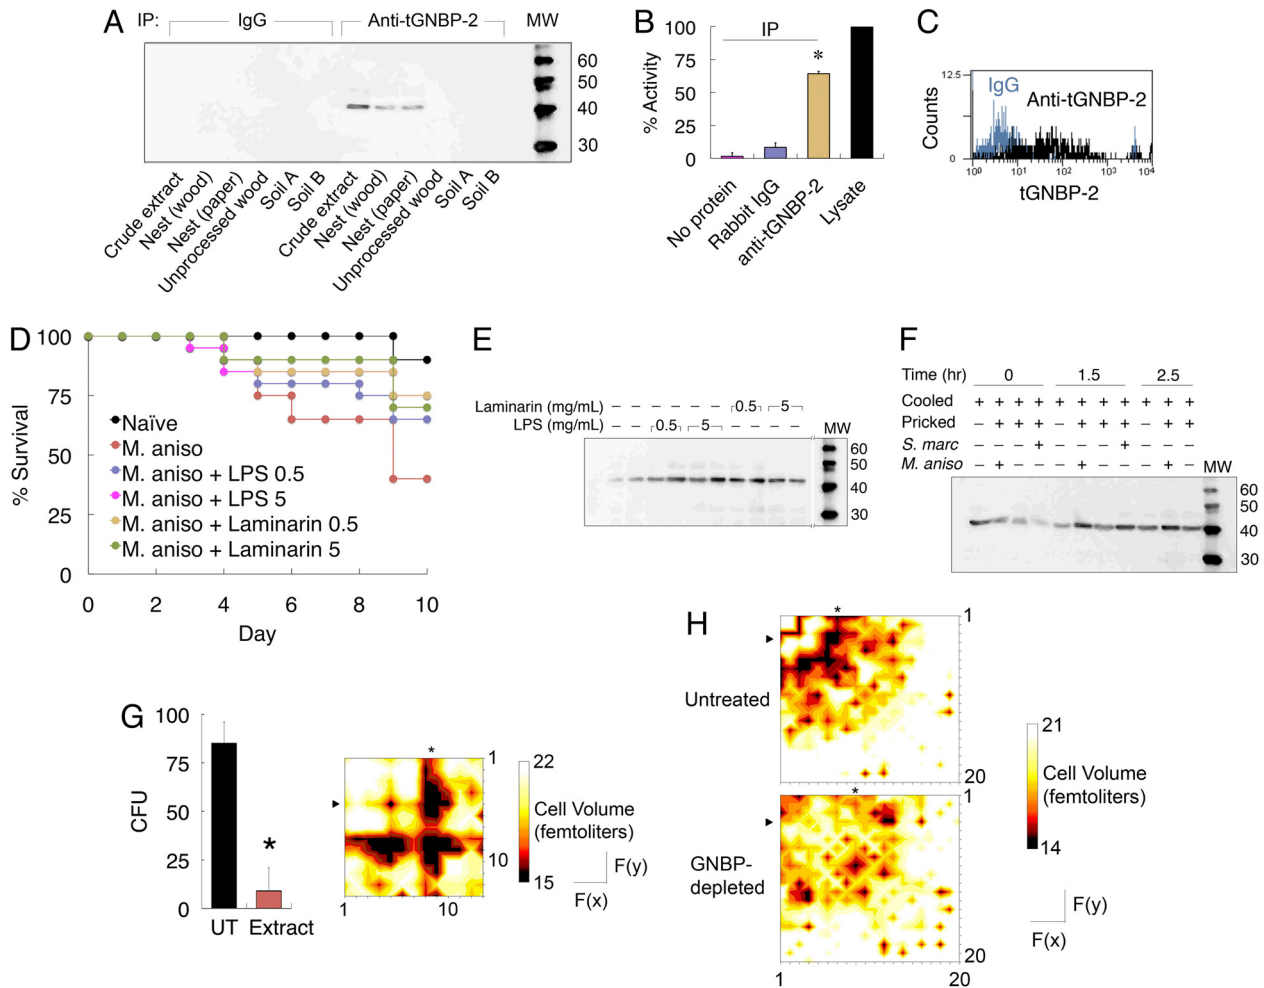 A
IP: IgG Anti-tGNBP-2 MW
60
50
40
30
Crude extract
Nest (wood)
Nest (paper)
Unprocessed wood
Soil A
Soil B
Crude extract
Nest (wood)
Nest (paper)
Unprocessed wood
Soil A
Soil B
B
IP
*
% Activity
100
75
50
25
0
No protein
Rabbit IgG
anti-tGNBP-2
Lysate
C
12.5
IgG
Anti-tGNBP-2
Counts
0
10⁰ 10¹ 10² 10³ 10⁴
tGNBP-2
D
% Survival
100
75
50
25
0
Naïve
M. aniso
M. aniso + LPS 0.5
M. aniso + LPS 5
M. aniso + Laminarin 0.5
M. aniso + Laminarin 5
0 2 4 6 8 10
Day
E
Laminarin (mg/mL) – – – – – – 0.5 5
LPS (mg/mL) – – 0.5 5 – – – –
MW
60
50
40
30
F
Time (hr) 0 1.5 2.5
Cooled + + + + + + + + + + +
Pricked – + + + – + + + – + +
S. marc – – – + – – – + – – –
M. aniso – + – – – + – – – + –
MW
60
50
40
30
G
CFU
100
75
50
25
0
*
UT Extract
*
1
10
1 10
22
Cell Volume
(femtoliters)
15
F(y)
F(x)
H
*
1
Untreated
20
*
1
GNBP-
depleted
20
1 20
21
Cell Volume
(femtoliters)
14
F(y)
F(x)